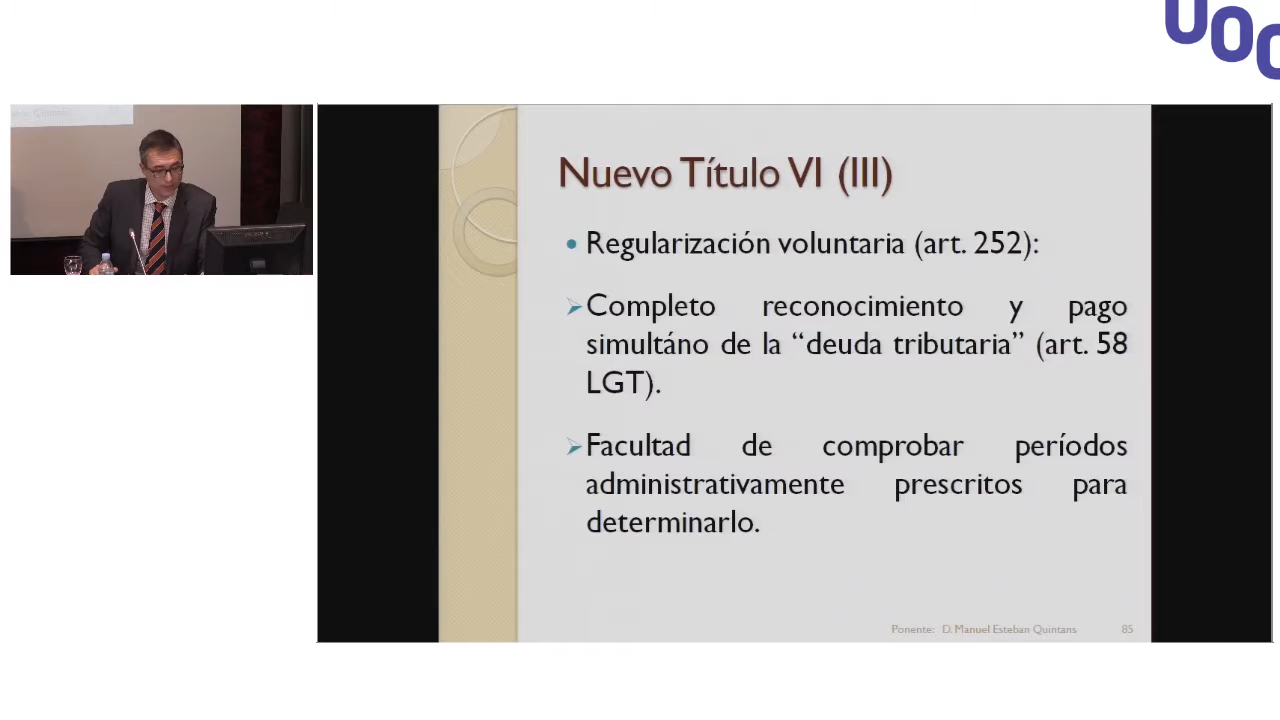 UOC
Nuevo Título VI (III)
Regularización voluntaria (art. 252):
Completo reconocimiento y pago
simultáno de la “deuda tributaria” (art. 58
LGT).
Facultad de comprobar períodos
administrativamente prescritos para
determinarlo.
Ponente: D. Manuel Esteban Quintans 85